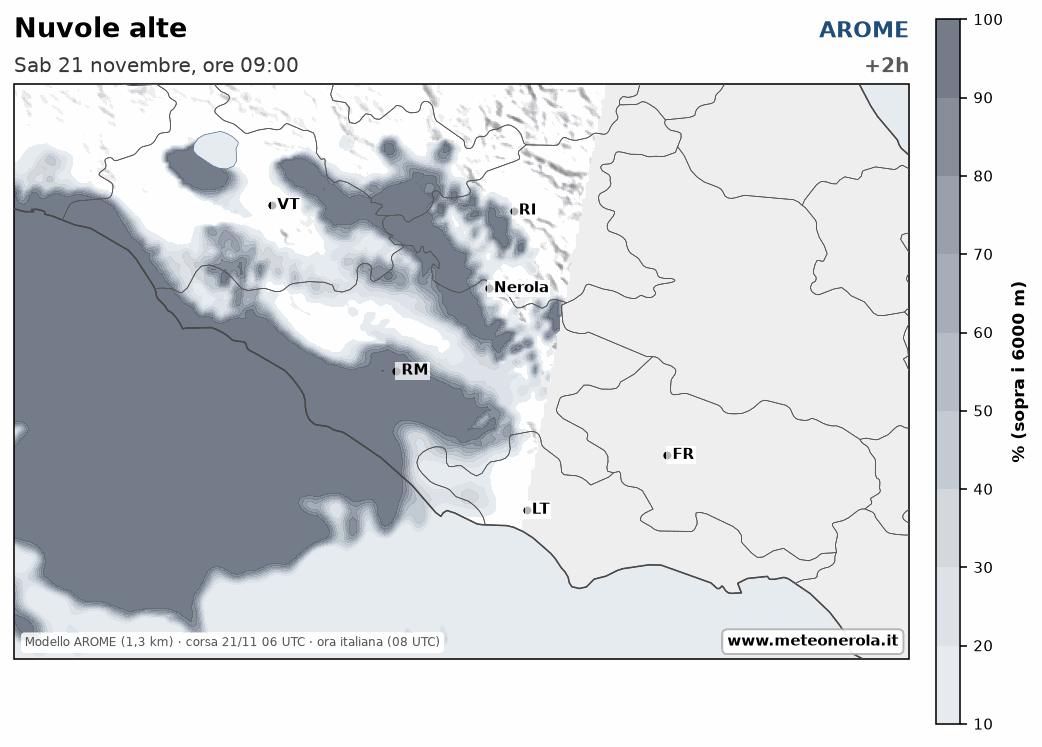 Nuvole alte
AROME
Sab 21 novembre, ore 09:00
+2h
VT
RI
Nerola
RM
FR
LT
Modello AROME (1,3 km) · corsa 21/11 06 UTC · ora italiana (08 UTC)
www.meteonerola.it
100
90
80
70
60
50
40
30
20
10
% (sopra i 6000 m)